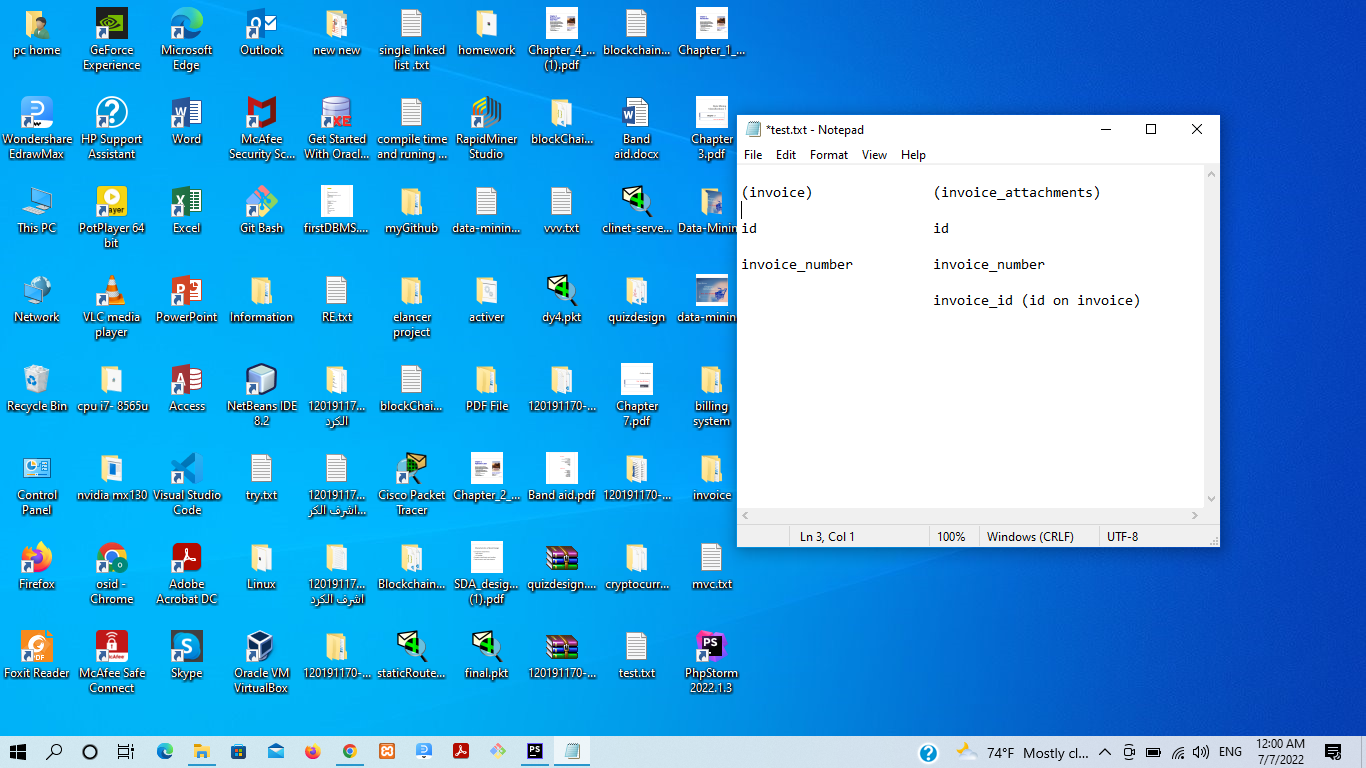 pc home
GeForce
Experience
Microsoft
Edge
Outlook
new new
single linked
list .txt
homework
Chapter_4_...
(1).pdf
blockchain...
Chapter_1_...
Wondershare
EdrawMax
HP Support
Assistant
Word
McAfee
Security Sc...
Get Started
With Oracl...
compile time
and runing ...
RapidMiner
Studio
blockChai...
Band
aid.docx
Chapter
3.pdf
This PC
PotPlayer 64
bit
Excel
Git Bash
firstDBMS....
myGithub
data-minin...
vvv.txt
clinet-serve...
Data-Minin
Network
VLC media
player
PowerPoint
Information
RE.txt
elancer
project
activer
dy4.pkt
quizdesign
data-minin
Recycle Bin
cpu i7- 8565u
Access
NetBeans IDE
8.2
12019117...
الكرد
blockChai...
PDF File
120191170-...
Chapter
7.pdf
billing
system
Control
Panel
nvidia mx130
Visual Studio
Code
try.txt
12019117...
اشرف الكر...
Cisco Packet
Tracer
Chapter_2_...
Band aid.pdf
120191170-...
invoice
Firefox
osid -
Chrome
Adobe
Acrobat DC
Linux
12019117...
اشرف الكرد
Blockchain...
SDA_desig...
(1).pdf
quizdesign....
cryptocurr...
mvc.txt
Foxit Reader
McAfee Safe
Connect
Skype
Oracle VM
VirtualBox
120191170-...
staticRoute...
final.pkt
120191170-...
test.txt
PhpStorm
2022.1.3
*test.txt - Notepad
File Edit Format View Help
(invoice) (invoice_attachments)
id id
invoice_number invoice_number
invoice_id (id on invoice)
Ln 3, Col 1 100% Windows (CRLF) UTF-8
74°F Mostly cl... ENG
12:00 AM
7/7/2022